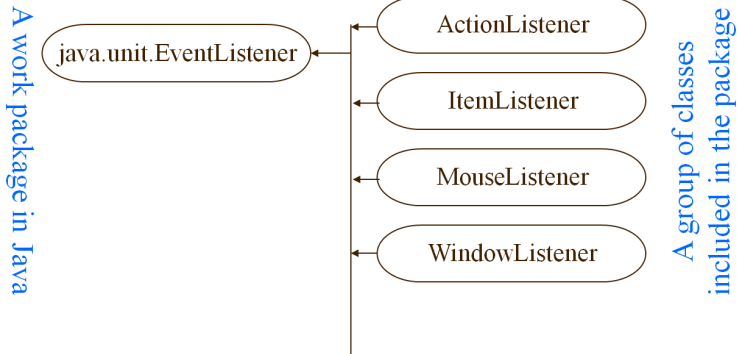 A work package in Java
java.unit.EventListener
ActionListener
ItemListener
MouseListener
WindowListener
A group of classes
included in the package